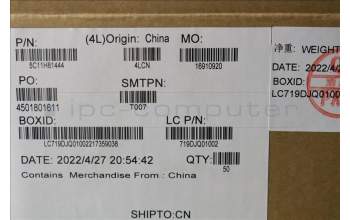 P/N: (4L)Origin: China MO:
5C11H81444 4LCN 16910920
净重: WEIGHT
PO: SMTPN:
DATE: 2022/4/
4501801611 T007
BOXID:
LC719DJQ0100
ipc-computer
BOXID: LC P/N:
LC719DJQ01002217359036 719DJQ01002
DATE: 2022/4/27 20:54:42 QTY:
50
Contains Merchandise From : China
SHIPTO:CN